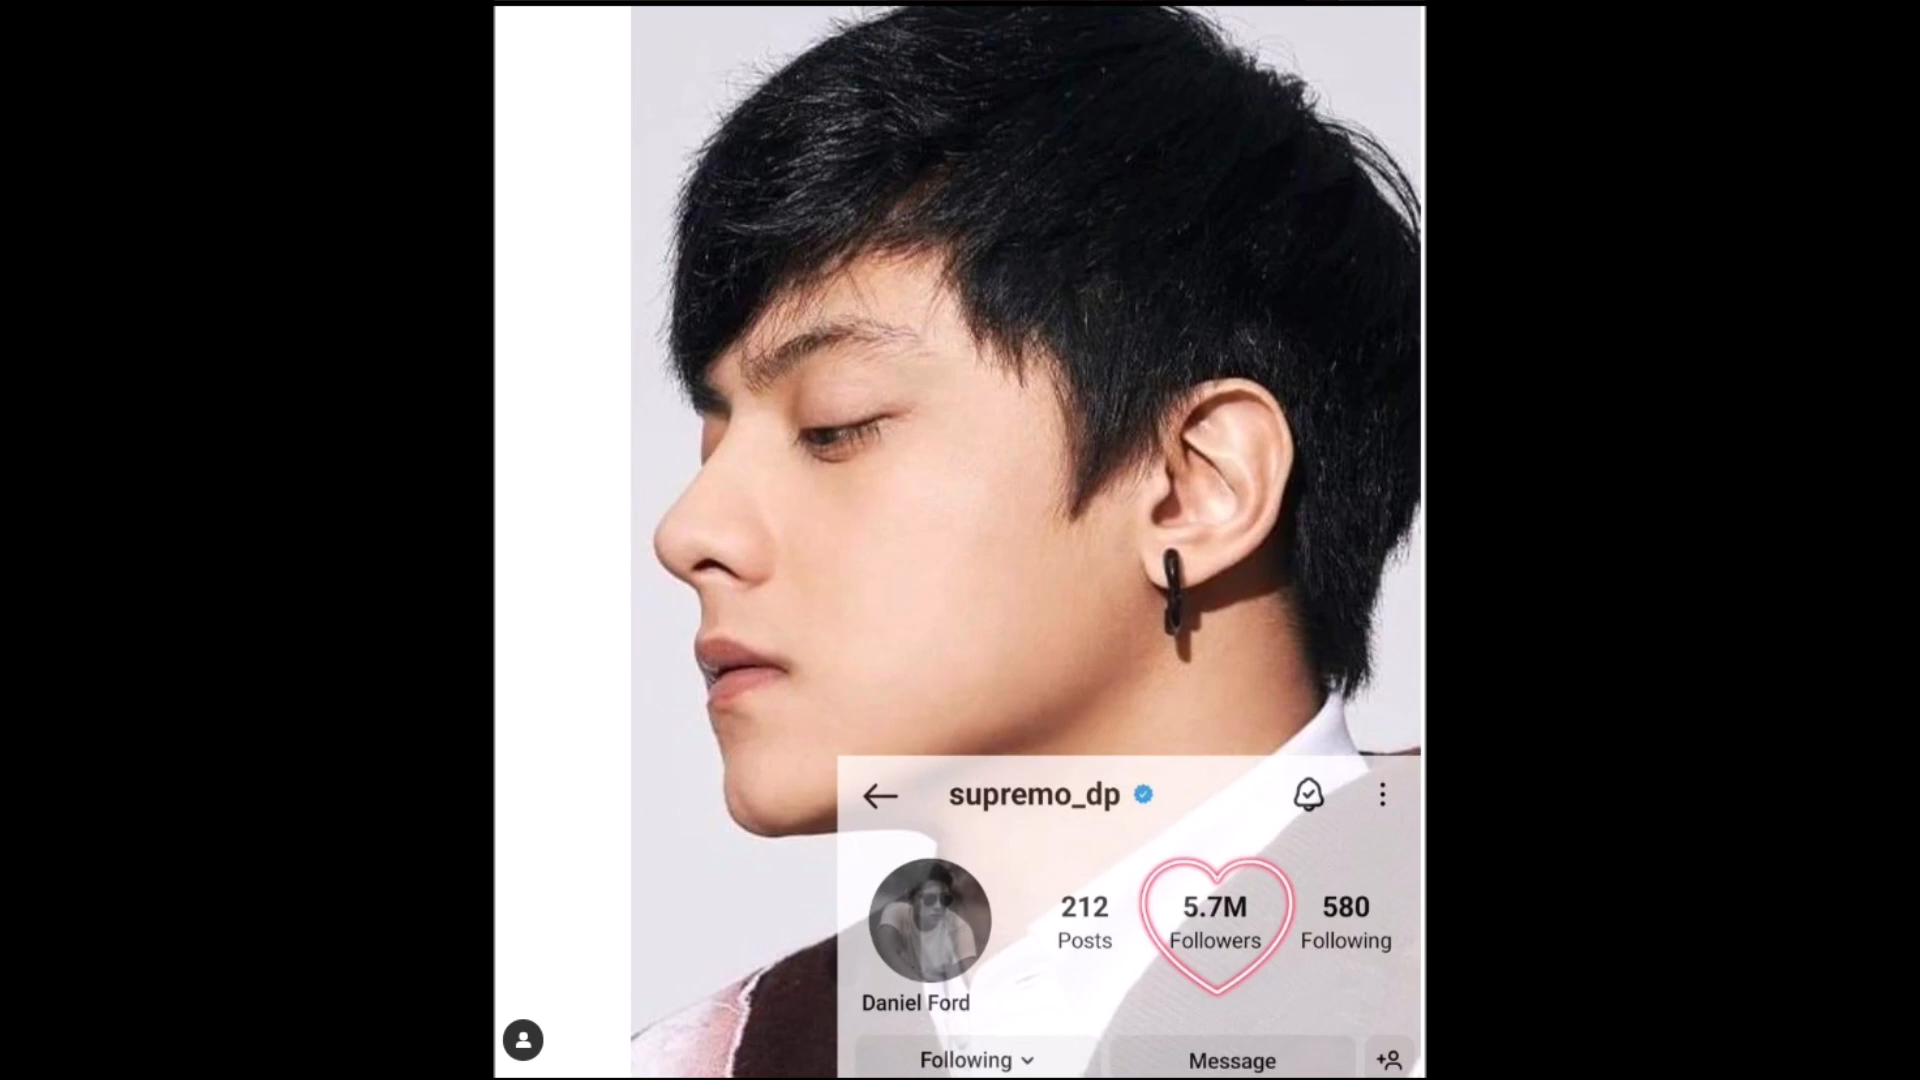 supremo_dp
212 5.7M 580
Posts Followers Following
Daniel Ford
Following Message